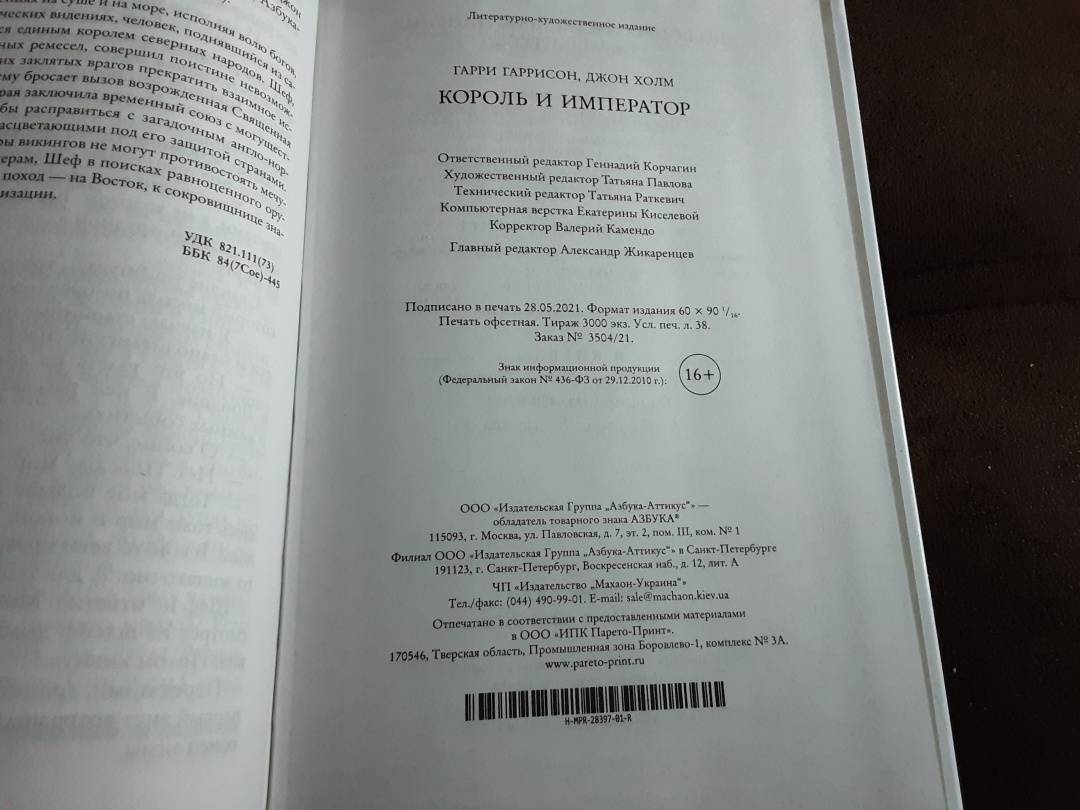 Джон
Азбука-
на суше и на море, исполняя волю богов,
ческих видениях, человек, поднявшийся из са-
ся единым королем северных народов. Шеф,
ных ремесел, совершил поистине невозмож-
их заклятых врагов прекратить взаимное ис-
ему бросает вызов возрожденная Священная
рая заключила временный союз с могущест-
бы расправиться с загадочным англо-нор-
асцветающими под его защитой странами.
ры викингов не могут противостоять мечу-
ерам, Шеф в поисках равноценного ору-
поход — на Восток, к сокровищнице зна-
изации.
УДК 821.111(73)
ББК 84(7Сое)-445
Литературно-художественное издание
ГАРРИ ГАРРИСОН, ДЖОН ХОЛМ
КОРОЛЬ И ИМПЕРАТОР
Ответственный редактор Геннадий Корчагин
Художественный редактор Татьяна Павлова
Технический редактор Татьяна Раткевич
Компьютерная верстка Екатерины Киселевой
Корректор Валерий Камендо
Главный редактор Александр Жикаренцев
Подписано в печать 28.05.2021. Формат издания 60 × 90 1/16.
Печать офсетная. Тираж 3000 экз. Усл. печ. л. 38.
Заказ № 3504/21.
Знак информационной продукции
(Федеральный закон № 436-ФЗ от 29.12.2010 г.):
16+
ООО «Издательская Группа „Азбука-Аттикус“» —
обладатель товарного знака АЗБУКА®
115093, г. Москва, ул. Павловская, д. 7, эт. 2, пом. III, ком. № 1
Филиал ООО «Издательская Группа „Азбука-Аттикус“» в Санкт-Петербурге
191123, г. Санкт-Петербург, Воскресенская наб., д. 12, лит. А
ЧП «Издательство „Махаон-Украина“»
Тел./факс: (044) 490-99-01. E-mail: sale@machaon.kiev.ua
Отпечатано в соответствии с предоставленными материалами
в ООО «ИПК Парето-Принт».
170546, Тверская область, Промышленная зона Боровлево-1, комплекс № 3А.
www.pareto-print.ru
H-MPR-28397-01-R